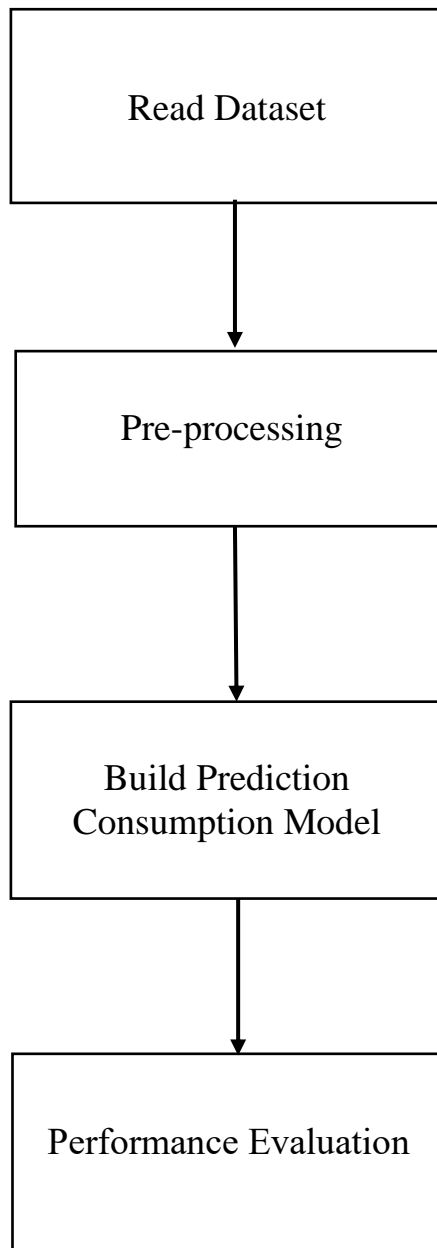 Read Dataset
Pre-processing
Build Prediction
Consumption Model
Performance Evaluation